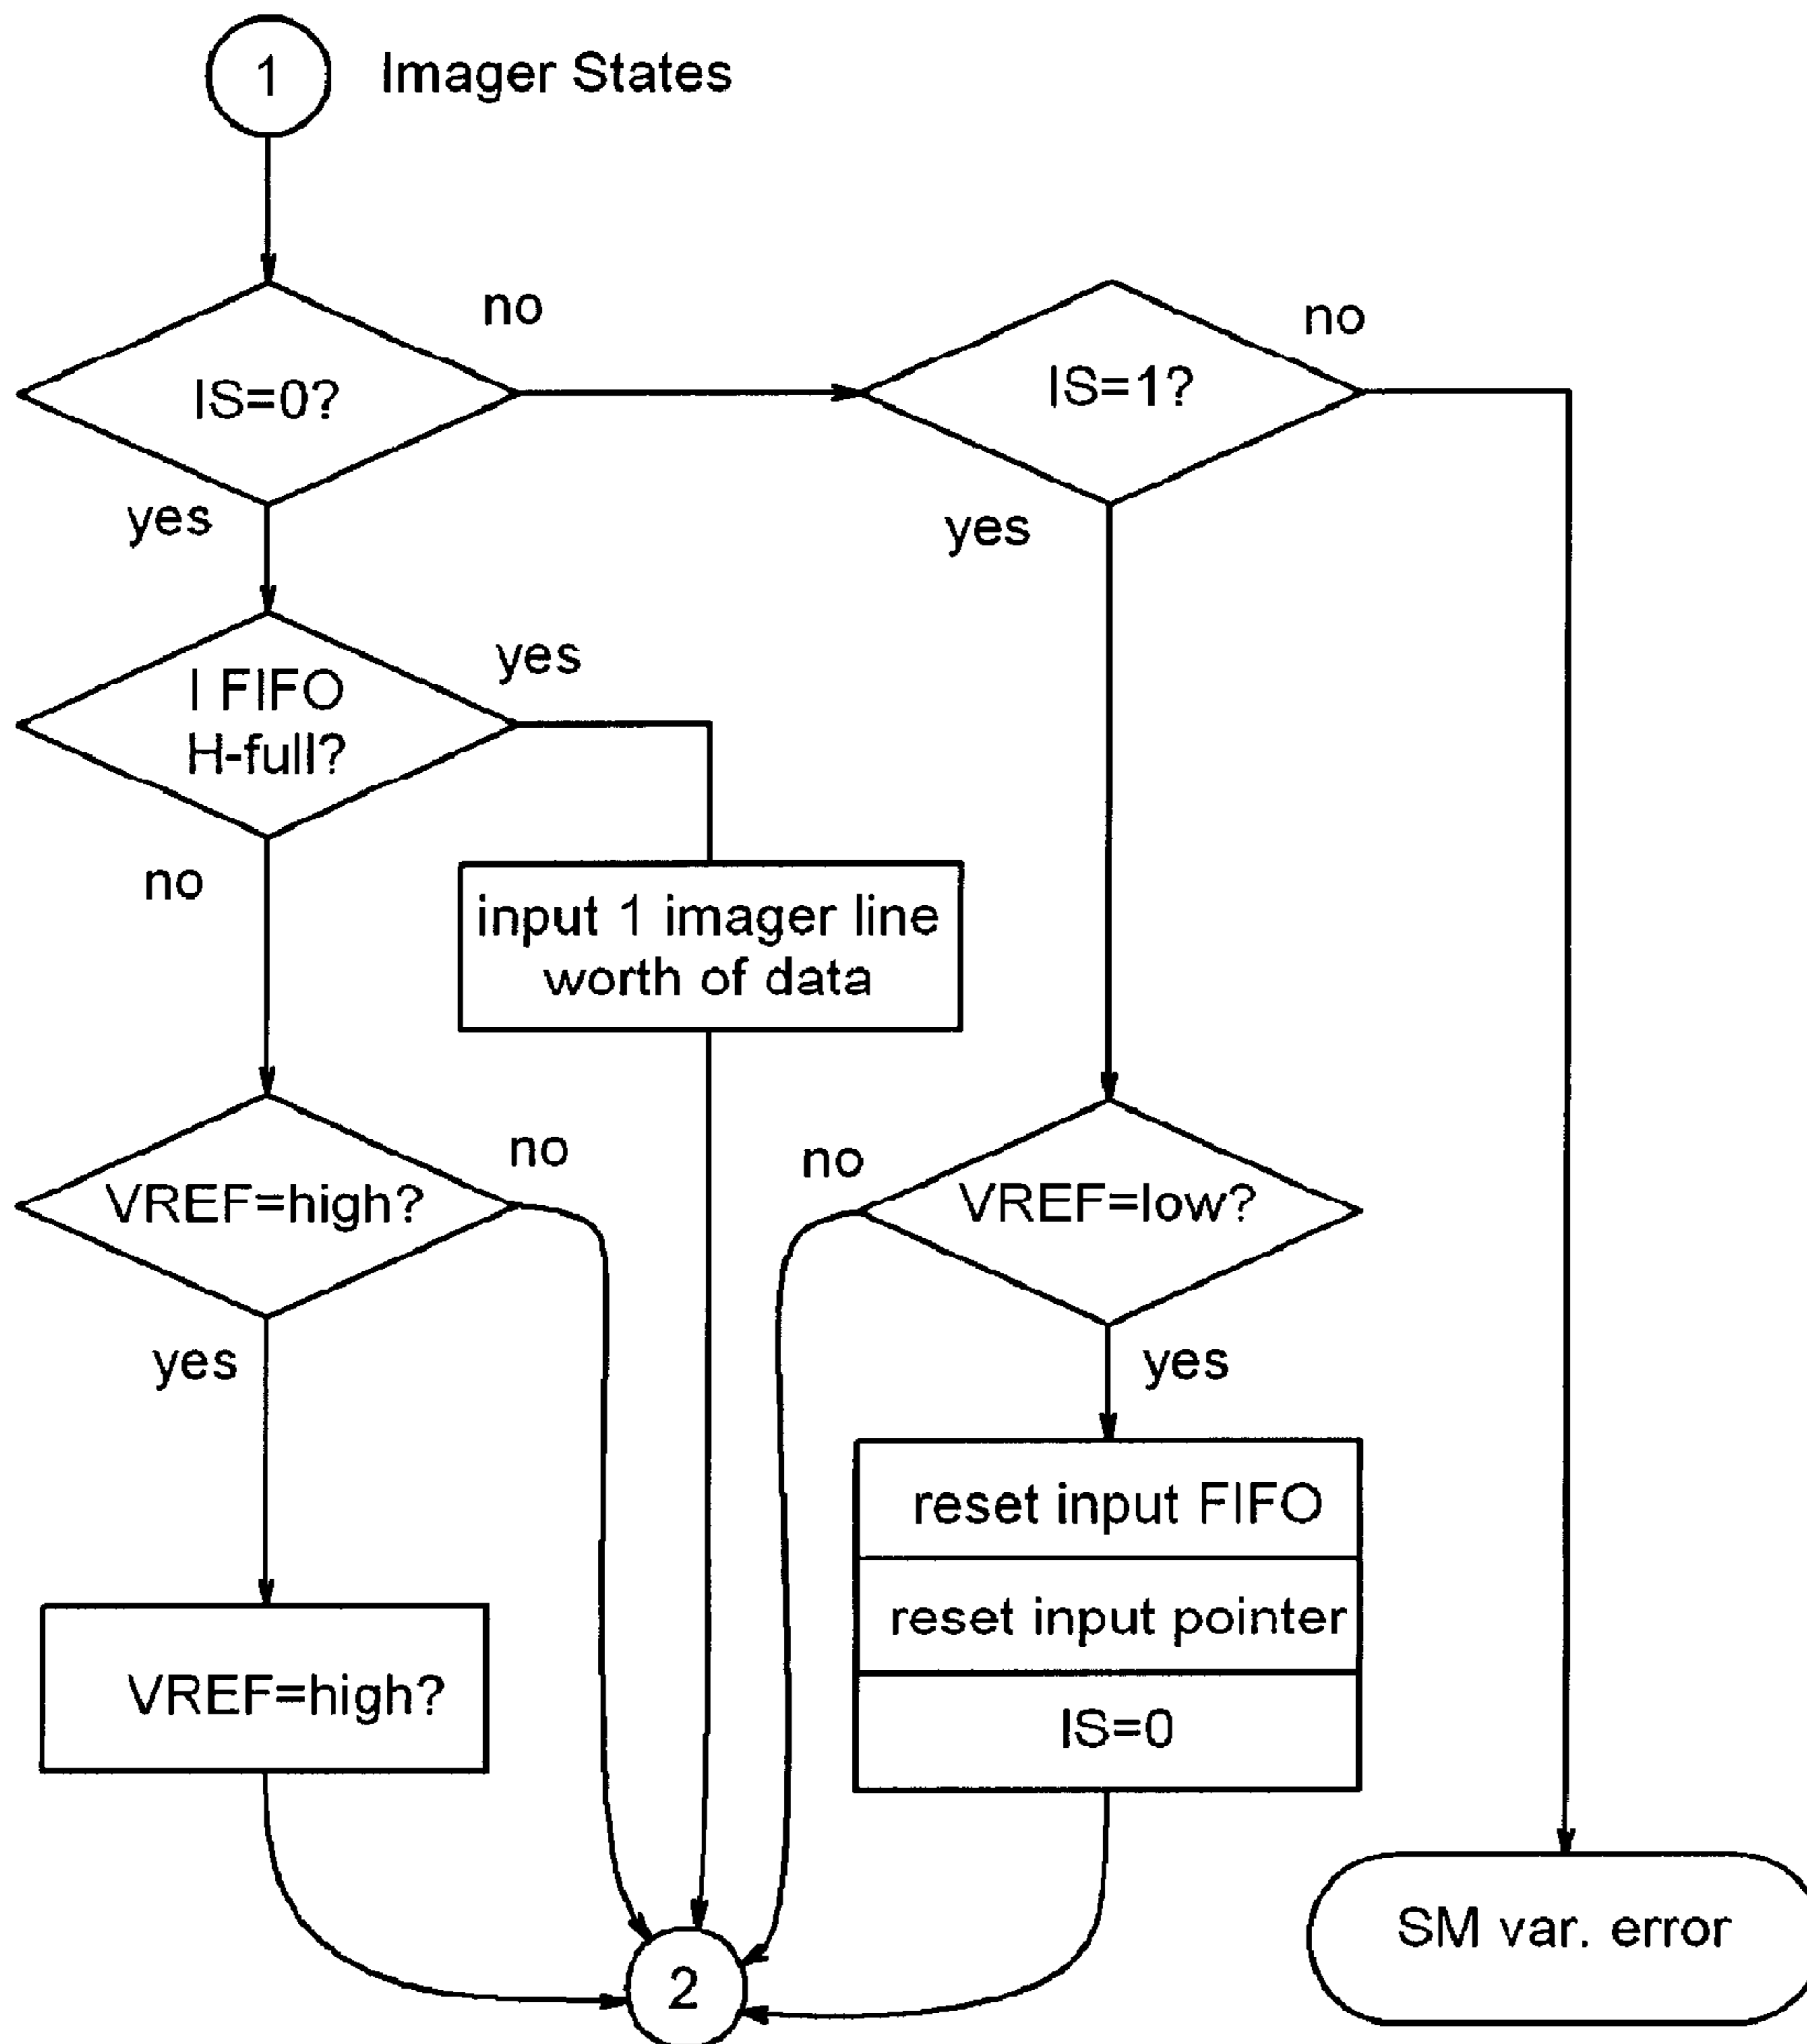 1
Imager States
no
no
IS=0?
IS=1?
yes
yes
I FIFO
H-full?
yes
no
input 1 imager line
worth of data
no
no
VREF=high?
VREF=low?
yes
yes
reset input FIFO
reset input pointer
VREF=high?
IS=0
SM var. error
2